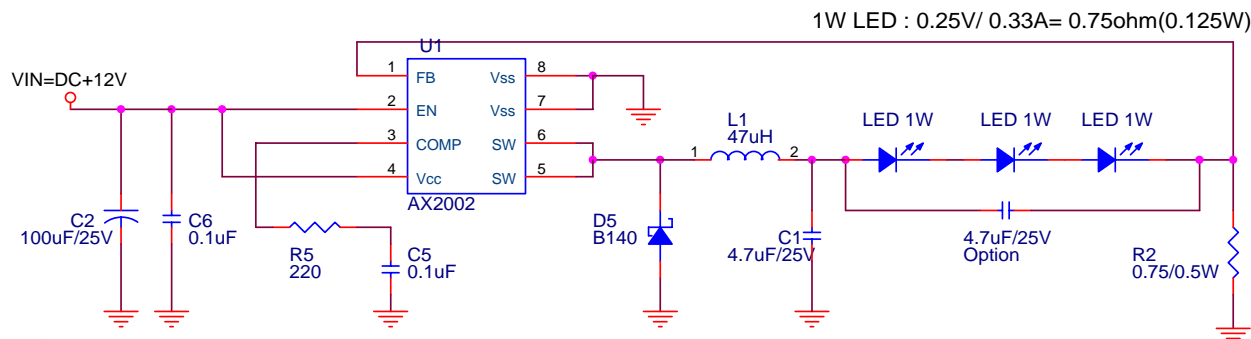 1W LED : 0.25V/ 0.33A= 0.75ohm(0.125W)
U1
VIN=DC+12V
1 FB Vss 8
2 EN Vss 7
3 COMP SW 6
4 Vcc SW 5
AX2002
L1
47uH
1 2
LED 1W LED 1W LED 1W
C2
100uF/25V
C6
0.1uF
R5
220
C5
0.1uF
D5
B140
C1
4.7uF/25V
4.7uF/25V
Option
R2
0.75/0.5W